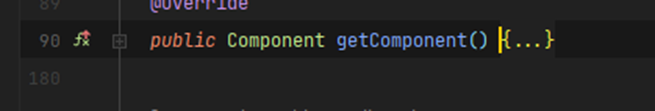 89 @Override
90 public Component getComponent() {...}
180